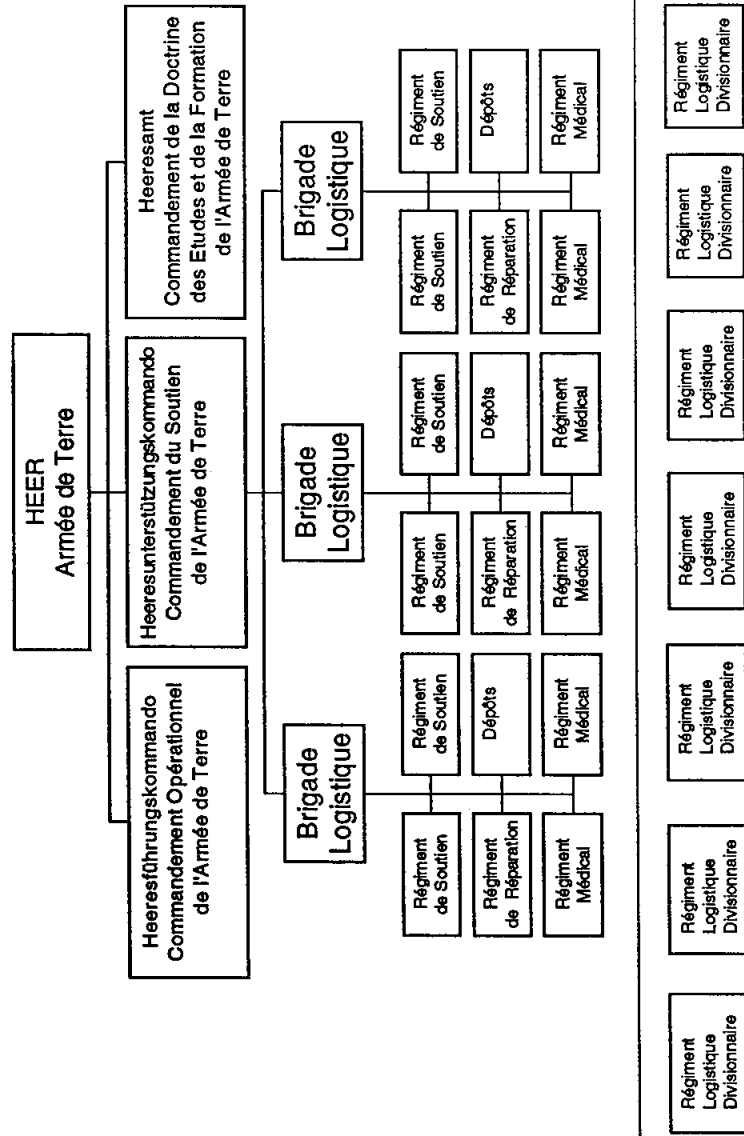 HEER
Armée de Terre
Heeresführungskommando
Commandement Opérationnel
de l'Armée de Terre
Heeresunterstützungskommando
Commandement du Soutien
de l'Armée de Terre
Heeresamt
Commandement de la Doctrine
des Etudes et de la Formation
de l'Armée de Terre
Brigade
Logistique
Brigade
Logistique
Brigade
Logistique
Régiment
de Soutien
Régiment
de Soutien
Régiment
de Réparation
Dépôts
Régiment
Médical
Régiment
Médical
Régiment
de Soutien
Régiment
de Soutien
Régiment
de Réparation
Dépôts
Régiment
Médical
Régiment
Médical
Régiment
de Soutien
Régiment
de Soutien
Régiment
de Réparation
Dépôts
Régiment
Médical
Régiment
Médical
Régiment
Logistique
Divisionnaire
Régiment
Logistique
Divisionnaire
Régiment
Logistique
Divisionnaire
Régiment
Logistique
Divisionnaire
Régiment
Logistique
Divisionnaire
Régiment
Logistique
Divisionnaire
Régiment
Logistique
Divisionnaire